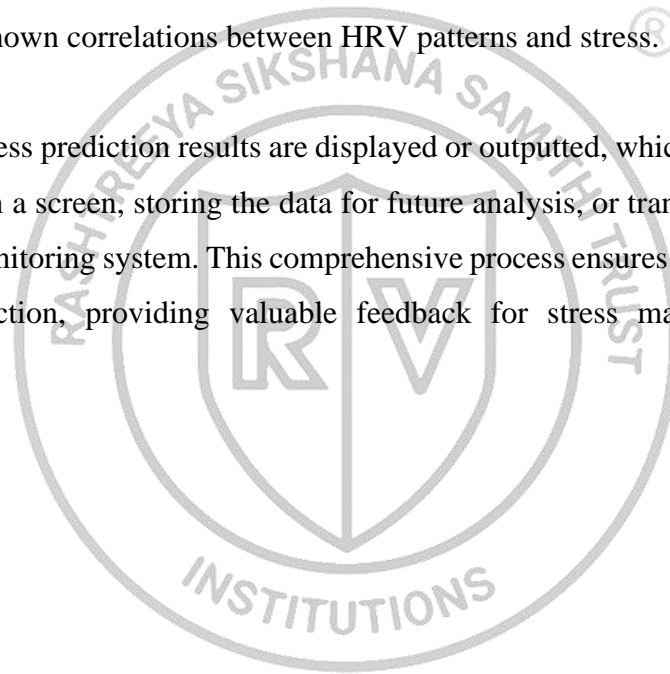 nown correlations between HRV patterns and stress.
ess prediction results are displayed or outputted, whic
n a screen, storing the data for future analysis, or tran
nitoring system. This comprehensive process ensures
ction, providing valuable feedback for stress ma
RASHTREEYA SIKSHANA SAMITHI TRUST
®
R V
INSTITUTIONS